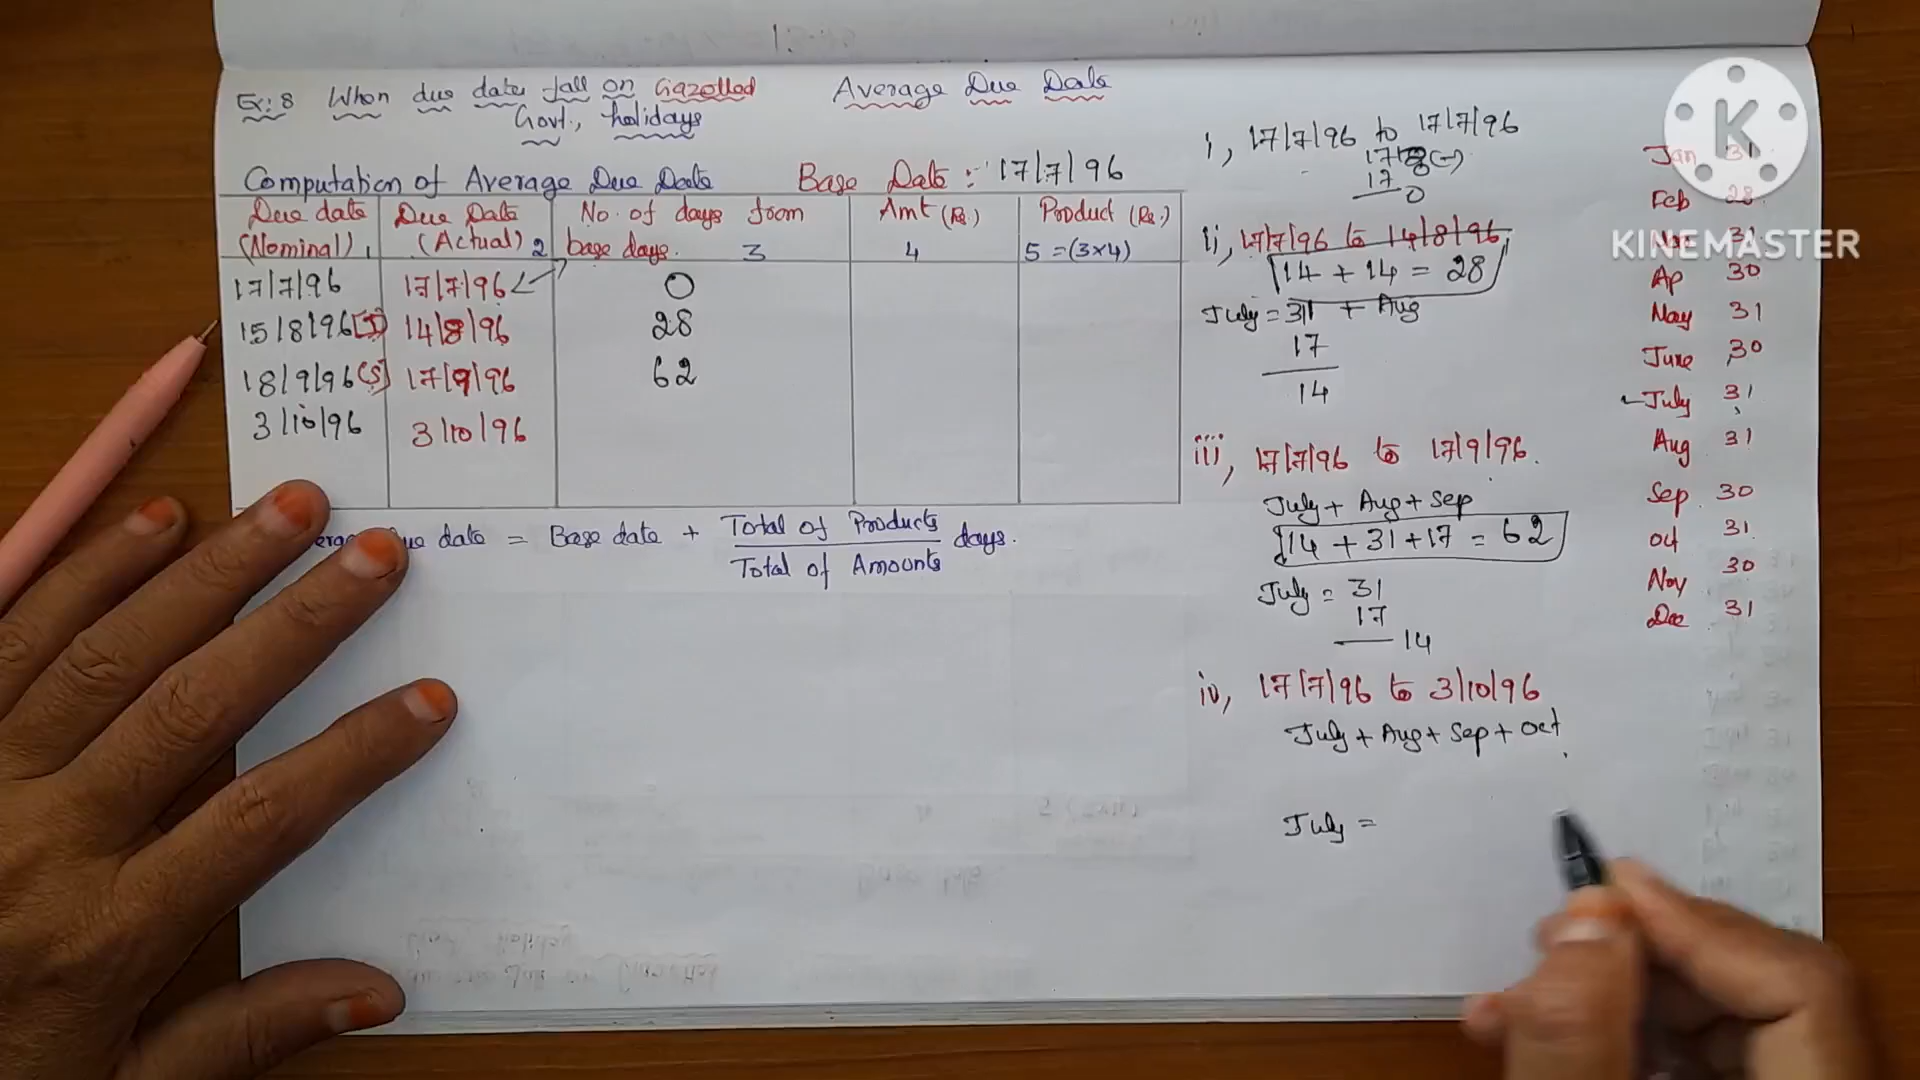 Ex: 8 When due dates fall on Gazetted
Govt., holidays
Average Due Date
Computation of Average Due Date Base Date: 17/7/96
Due date (Nominal) 1
Due Date (Actual) 2
No. of days from base days. 3
Amt (Rs.) 4
Product (Rs.) 5 = (3x4)
17/7/96 17/7/96 0
15/8/96 [I] 14/8/96 28
18/9/96 (S) 17/9/96 62
3/10/96 3/10/96
ue date = Base date + Total of Products days.
Total of Amounts
i, 17/7/96 to 17/7/96
17 (-)
17
0
ii, 17/7/96 to 14/8/96
14 + 14 = 28
July = 31 + Aug
17
14
iii, 17/7/96 to 17/9/96.
July + Aug + Sep
14 + 31 + 17 = 62
July = 31
17
14
iv, 17/7/96 to 3/10/96
July + Aug + Sep + Oct
July =
K
KINEMASTER
Jan 31
Feb 28
31
Ap 30
May 31
June 30
July 31
Aug 31
Sep 30
Oct 31
Nov 30
Dec 31